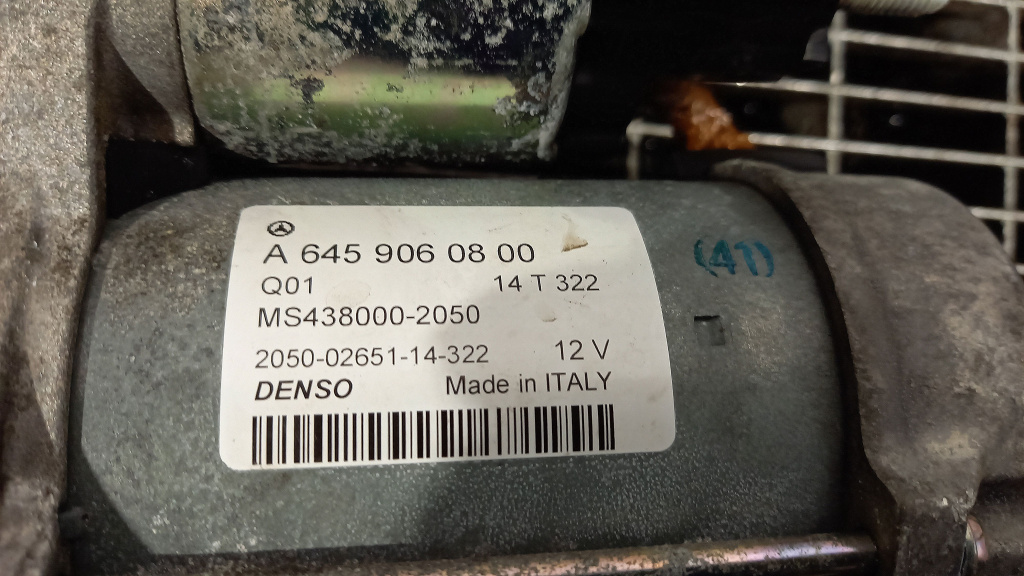 A 645 906 08 00
Q01 14 T 322
MS438000-2050
2050-02651-14-322 12 V
DENSO Made in ITALY
(41)